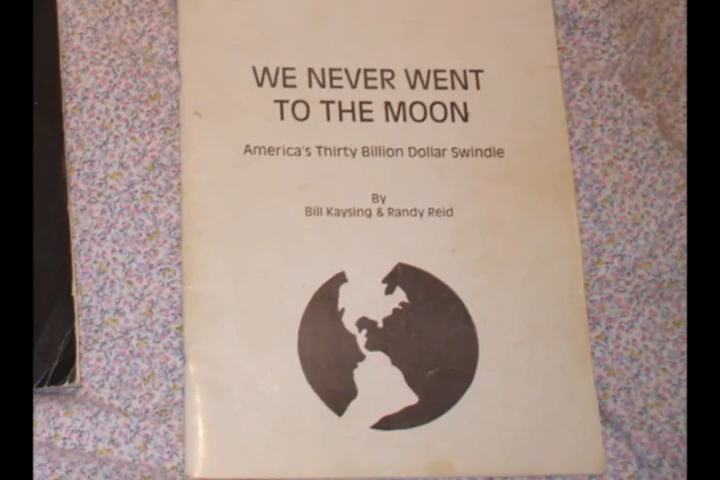 WE NEVER WENT
TO THE MOON
America's Thirty Billion Dollar Swindle
By
Bill Kaysing & Randy Reid